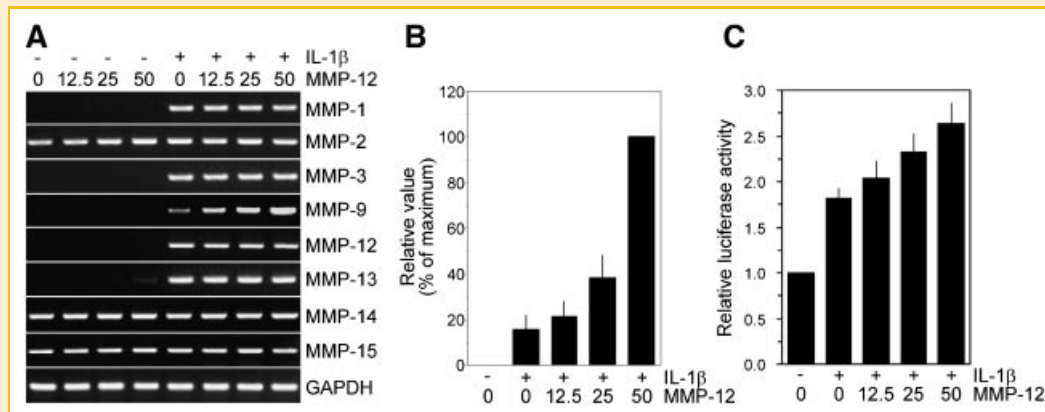 A
- - - - + + + + IL-1β
0 12.5 25 50 0 12.5 25 50 MMP-12
MMP-1
MMP-2
MMP-3
MMP-9
MMP-12
MMP-13
MMP-14
MMP-15
GAPDH
B
Relative value
(% of maximum)
120
100
80
60
40
20
0
- + + + + IL-1β
0 0 12.5 25 50 MMP-12
C
Relative luciferase activity
3.0
2.5
2.0
1.5
1.0
0.5
0.0
- + + + + IL-1β
0 0 12.5 25 50 MMP-12